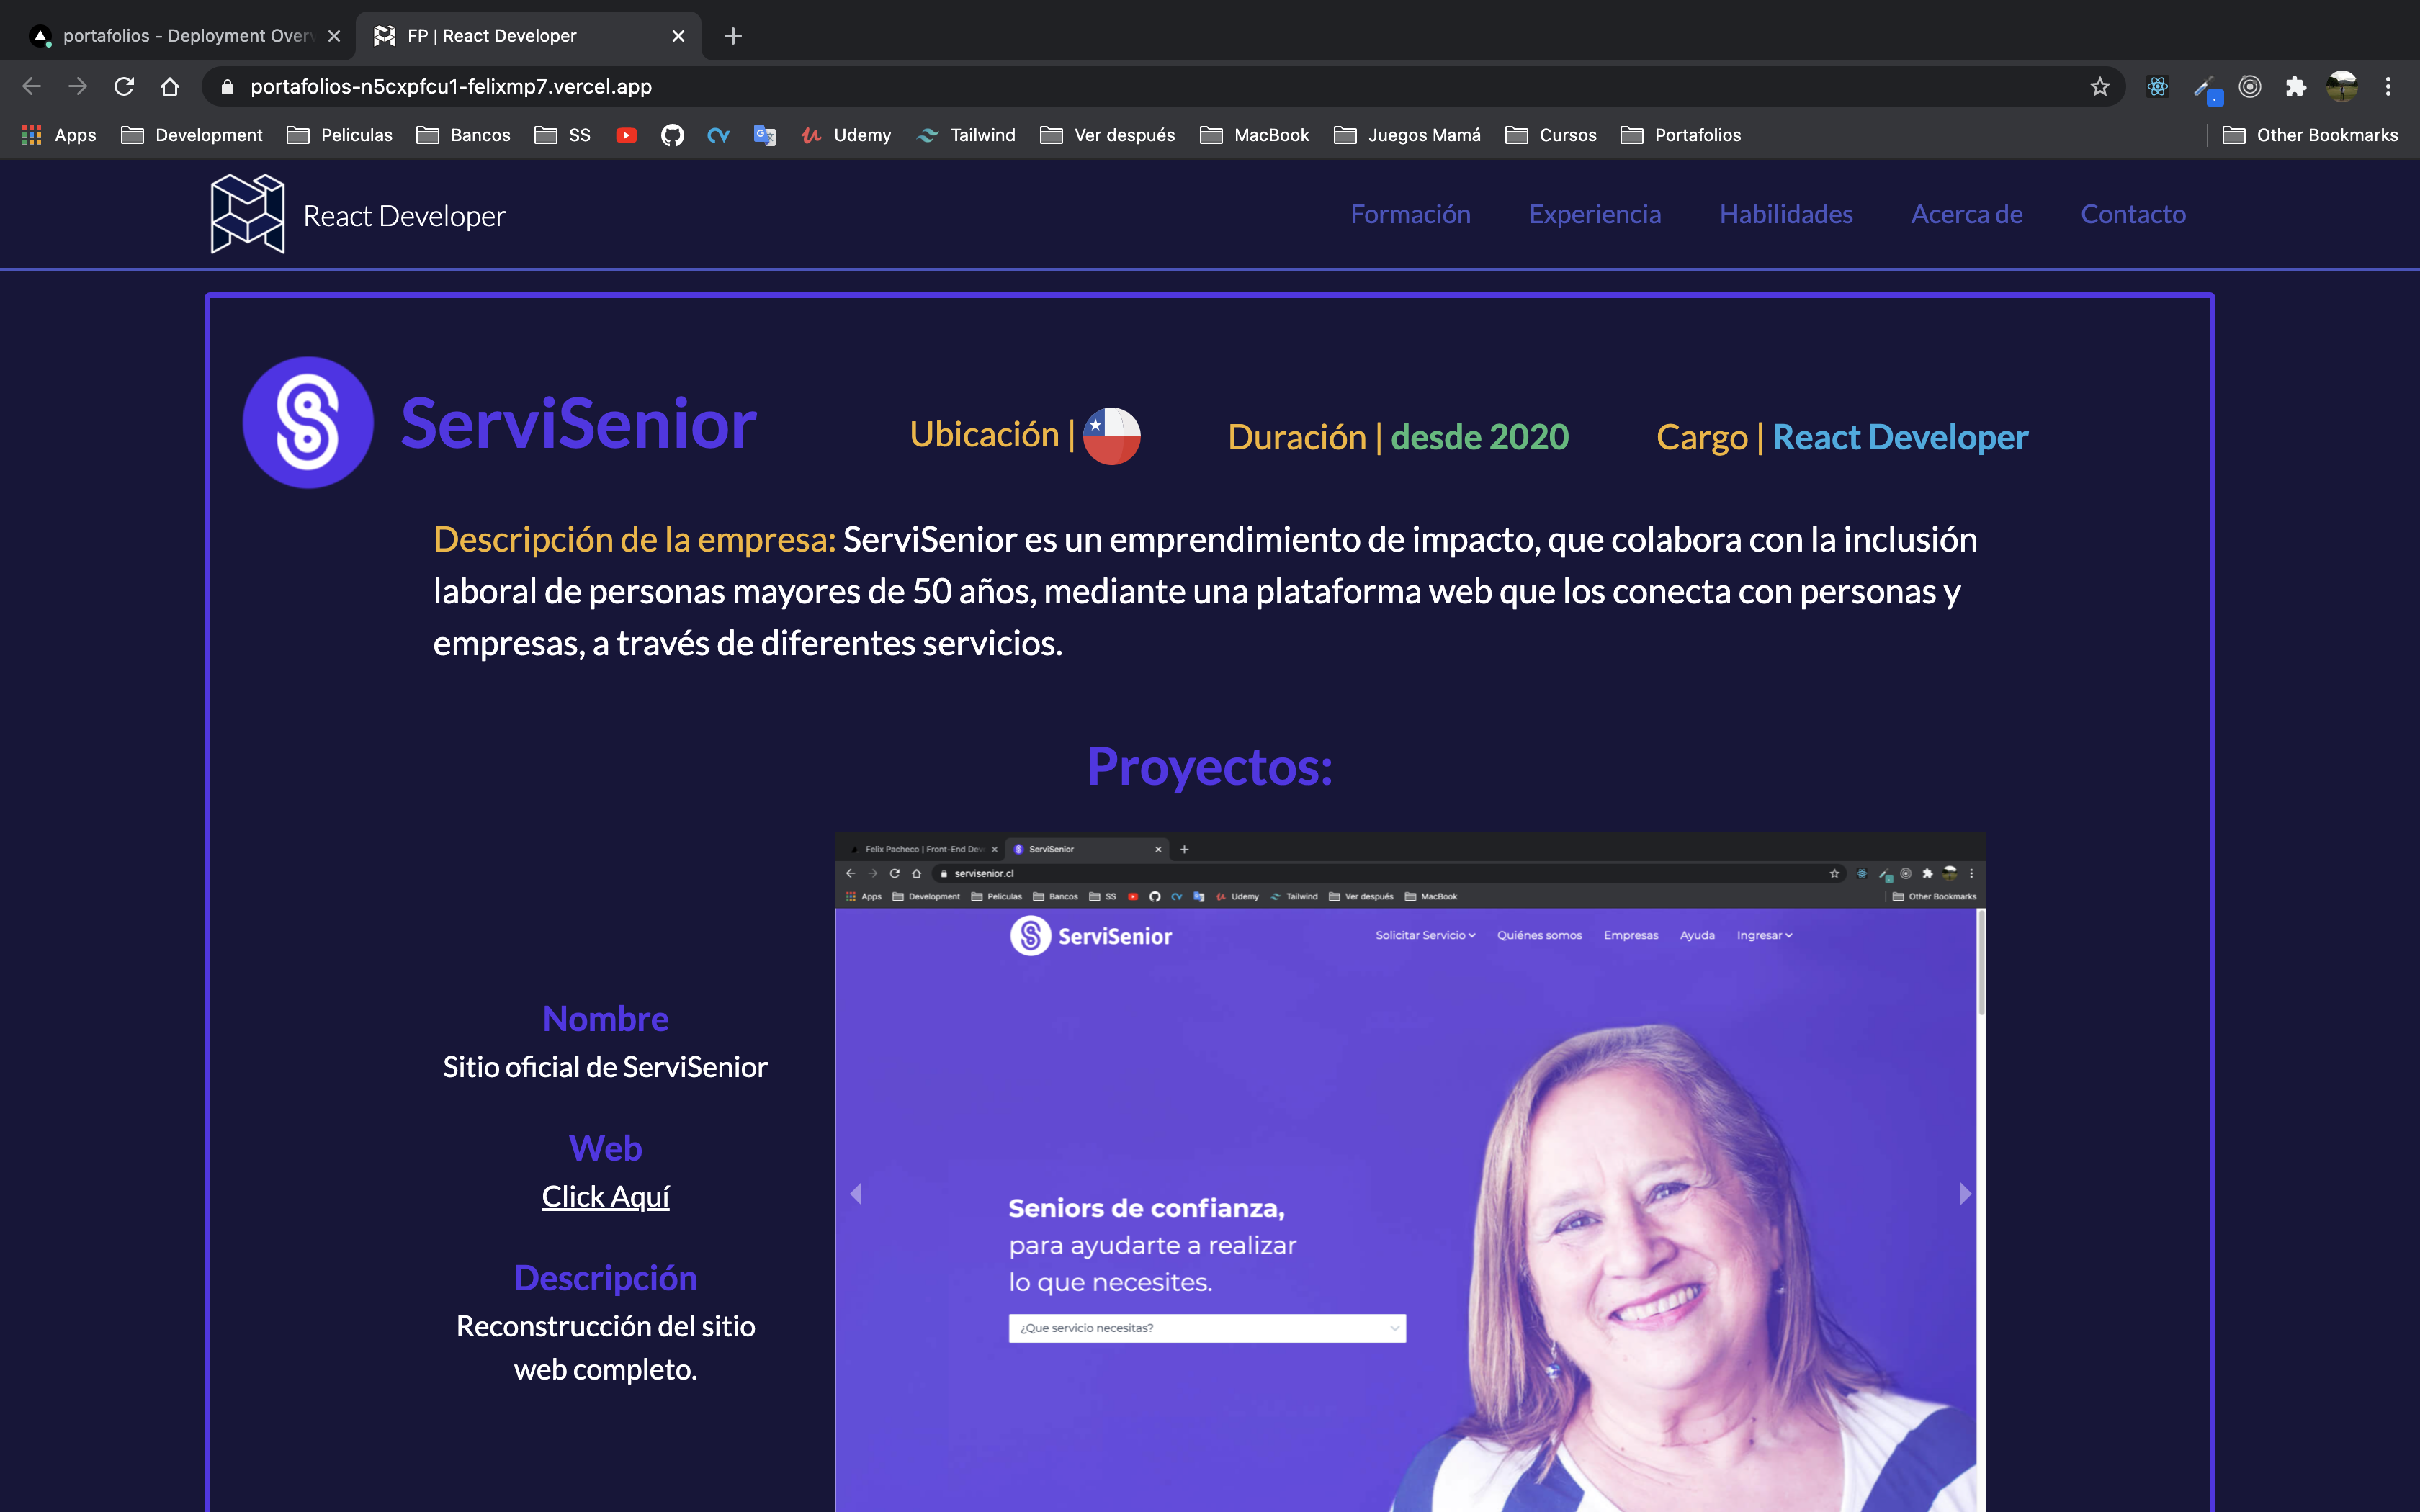 portafolios - Deployment Over
FP | React Developer
portafolios-n5cxpfcu1-felixmp7.vercel.app
Apps Development Peliculas Bancos SS Udemy Tailwind Ver después MacBook Juegos Mamá Cursos Portafolios Other Bookmarks
React Developer
Formación Experiencia Habilidades Acerca de Contacto
ServiSenior
Ubicación |
Duración | desde 2020
Cargo | React Developer
Descripción de la empresa: ServiSenior es un emprendimiento de impacto, que colabora con la inclusión
laboral de personas mayores de 50 años, mediante una plataforma web que los conecta con personas y
empresas, a través de diferentes servicios.
Proyectos:
Nombre
Sitio oficial de ServiSenior
Web
Click Aquí
Descripción
Reconstrucción del sitio
web completo.
Felix Pacheco | Front-End Dev
ServiSenior
servisenior.cl
Apps Development Peliculas Bancos SS Udemy Tailwind Ver después MacBook Other Bookmarks
ServiSenior
Solicitar Servicio Quiénes somos Empresas Ayuda Ingresar
Seniors de confianza,
para ayudarte a realizar
lo que necesites.
¿Que servicio necesitas?